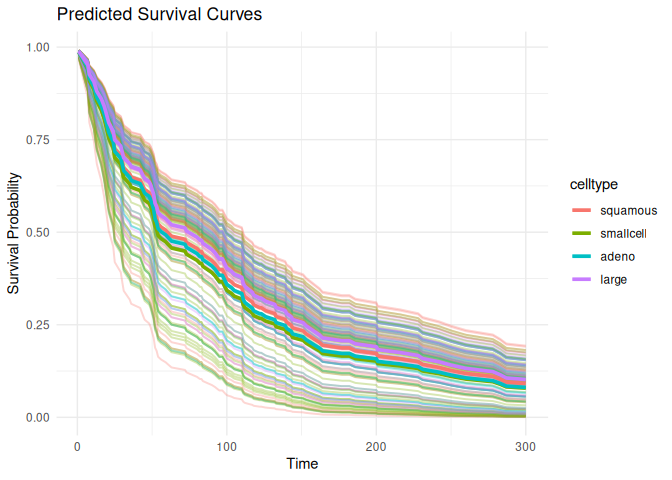 Predicted Survival Curves
1.00
0.75
0.50
0.25
0.00
Survival Probability
0
100
200
300
Time
celltype
squamous
smallcell
adeno
large